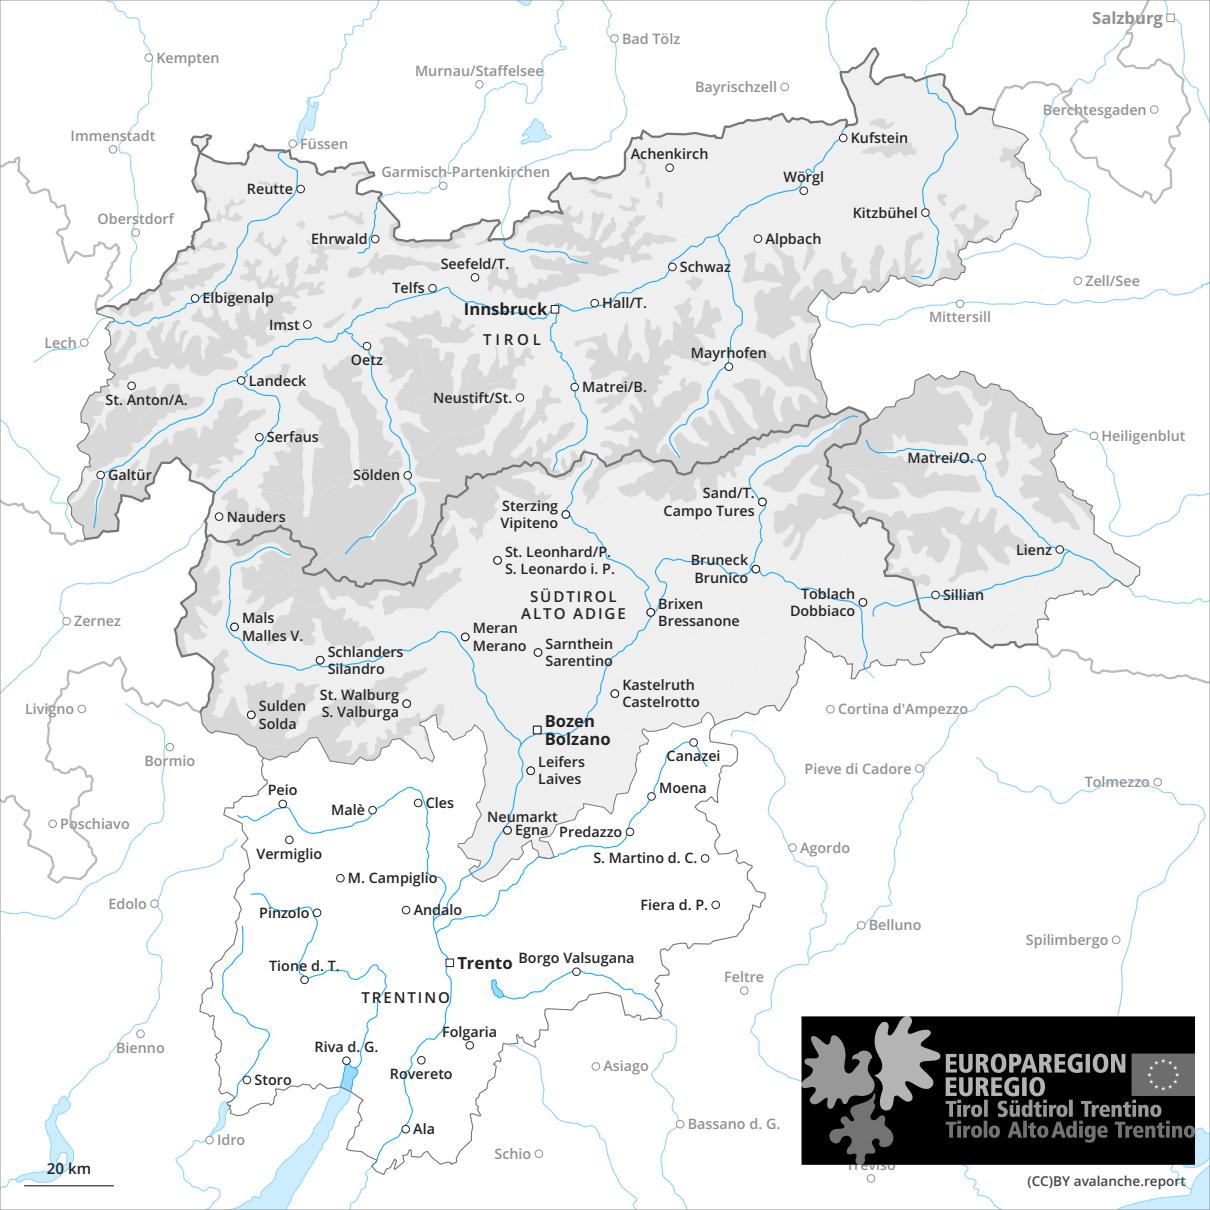 Salzburg
Bad Tölz
Kempten
Murnau/Staffelsee
Bayrischzell
Berchtesgaden
Immenstadt
Füssen
Kufstein
Achenkirch
Garmisch-Partenkirchen
Wörgl
Reutte
Oberstdorf
Kitzbühel
Ehrwald
Alpbach
Seefeld/T.
Schwaz
Zell/See
Telfs
Elbigenalp
Hall/T.
Innsbruck
Mittersill
Imst
TIROL
Lech
Oetz
Mayrhofen
Landeck
Matrei/B.
St. Anton/A.
Neustift/St.
Serfaus
Heiligenblut
Matrei/O.
Galtür
Sölden
Sand/T.
Campo Tures
Sterzing
Vipiteno
Nauders
St. Leonhard/P.
S. Leonardo i. P.
Lienz
Bruneck
Brunico
SÜDTIROL
ALTO ADIGE
Toblach
Dobbiaco
Sillian
Brixen
Bressanone
Zernez
Mals
Malles V.
Meran
Merano
Sarnthein
Sarentino
Schlanders
Silandro
Kastelruth
Castelrotto
St. Walburg
S. Valburga
Sulden
Solda
Livigno
Cortina d'Ampezzo
Bozen
Bolzano
Bormio
Canazei
Leifers
Laives
Pieve di Cadore
Tolmezzo
Peio
Moena
Malè
Cles
Neumarkt
Egna
Poschiavo
Predazzo
Vermiglio
Agordo
S. Martino d. C.
M. Campiglio
Edolo
Pinzolo
Andalo
Fiera d. P.
Belluno
Spilimbergo
Trento
Borgo Valsugana
Tione d. T.
Feltre
TRENTINO
Folgaria
Bienno
Riva d. G.
Rovereto
Asiago
Storo
EUROPAREGION
EUREGIO
Tirol Südtirol Trentino
Tirolo Alto Adige Trentino
Ala
Bassano d. G.
Idro
Schio
Treviso
20 km
(CC)BY avalanche.report